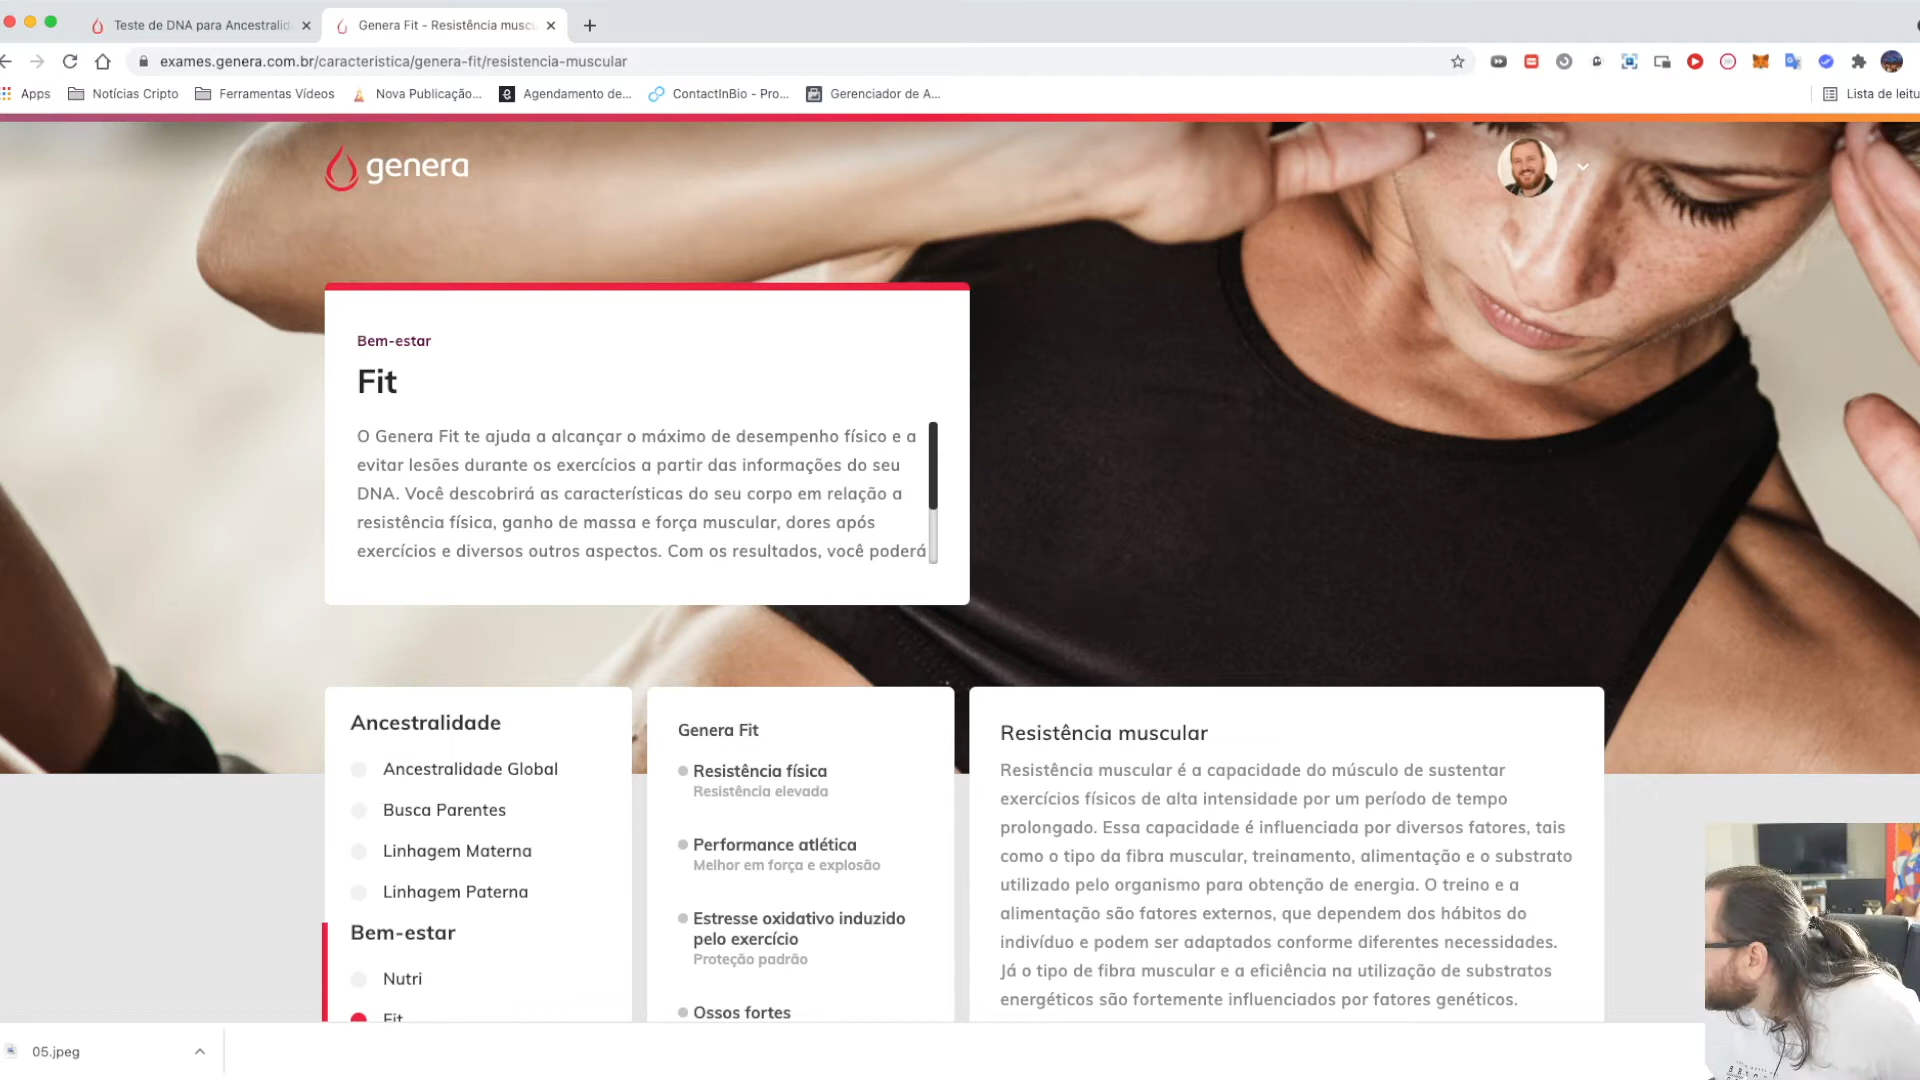 Teste de DNA para Ancestralid
Genera Fit - Resistência muscu
exames.genera.com.br/caracteristica/genera-fit/resistencia-muscular
Apps
Notícias Cripto
Ferramentas Vídeos
Nova Publicação...
Agendamento de...
ContactInBio - Pro...
Gerenciador de A...
Lista de leitu
genera
Bem-estar
Fit
O Genera Fit te ajuda a alcançar o máximo de desempenho físico e a
evitar lesões durante os exercícios a partir das informações do seu
DNA. Você descobrirá as características do seu corpo em relação a
resistência física, ganho de massa e força muscular, dores após
exercícios e diversos outros aspectos. Com os resultados, você poderá
Ancestralidade
Ancestralidade Global
Busca Parentes
Linhagem Materna
Linhagem Paterna
Bem-estar
Nutri
Fit
Genera Fit
Resistência física
Resistência elevada
Performance atlética
Melhor em força e explosão
Estresse oxidativo induzido
pelo exercício
Proteção padrão
Ossos fortes
Resistência muscular
Resistência muscular é a capacidade do músculo de sustentar
exercícios físicos de alta intensidade por um período de tempo
prolongado. Essa capacidade é influenciada por diversos fatores, tais
como o tipo da fibra muscular, treinamento, alimentação e o substrato
utilizado pelo organismo para obtenção de energia. O treino e a
alimentação são fatores externos, que dependem dos hábitos do
indivíduo e podem ser adaptados conforme diferentes necessidades.
Já o tipo de fibra muscular e a eficiência na utilização de substratos
energéticos são fortemente influenciados por fatores genéticos.
05.jpeg